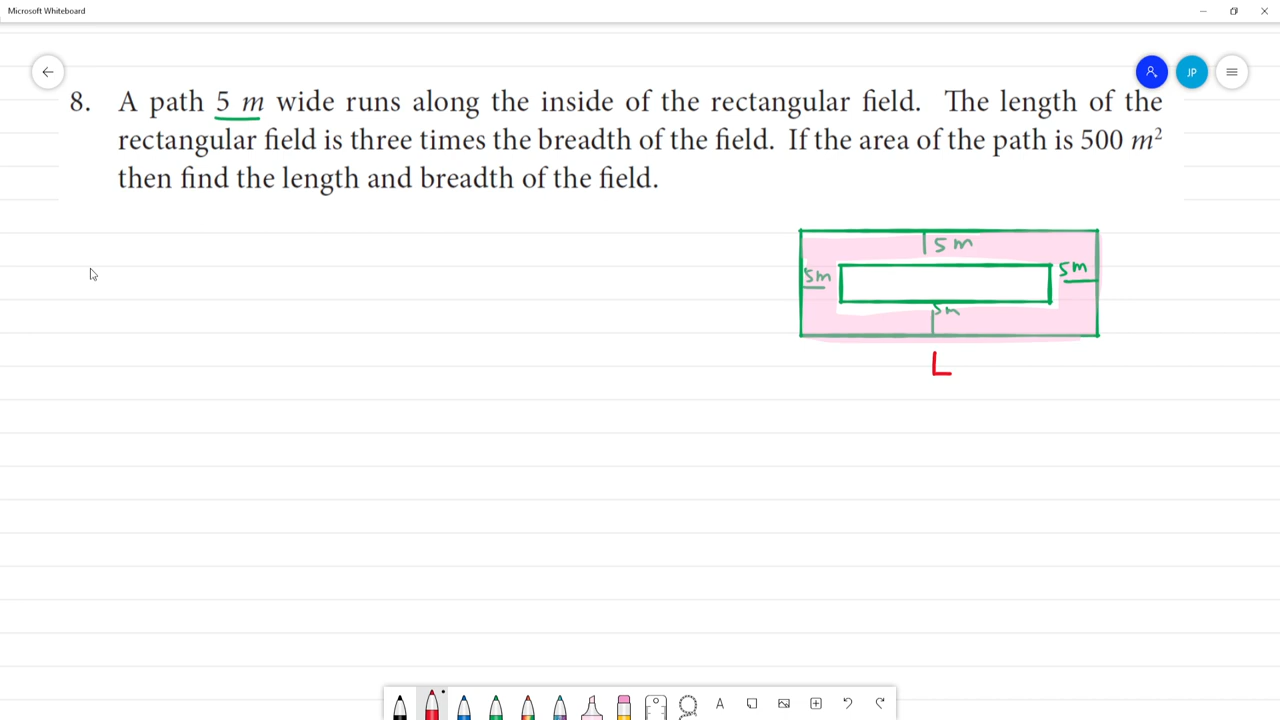 Microsoft Whiteboard
JP
8. A path 5 m wide runs along the inside of the rectangular field. The length of the
rectangular field is three times the breadth of the field. If the area of the path is 500 m²
then find the length and breadth of the field.
5 m
5m
5m
5m
L
A